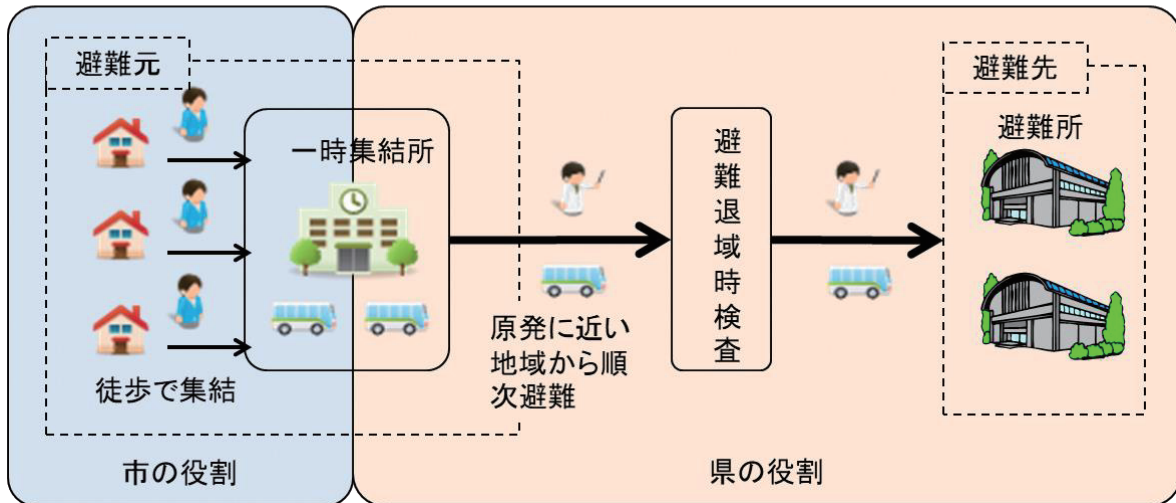 避難元
避難先
一時集結所
避難所
避難退域時検査
原発に近い
地域から順
次避難
徒歩で集結
市の役割
県の役割